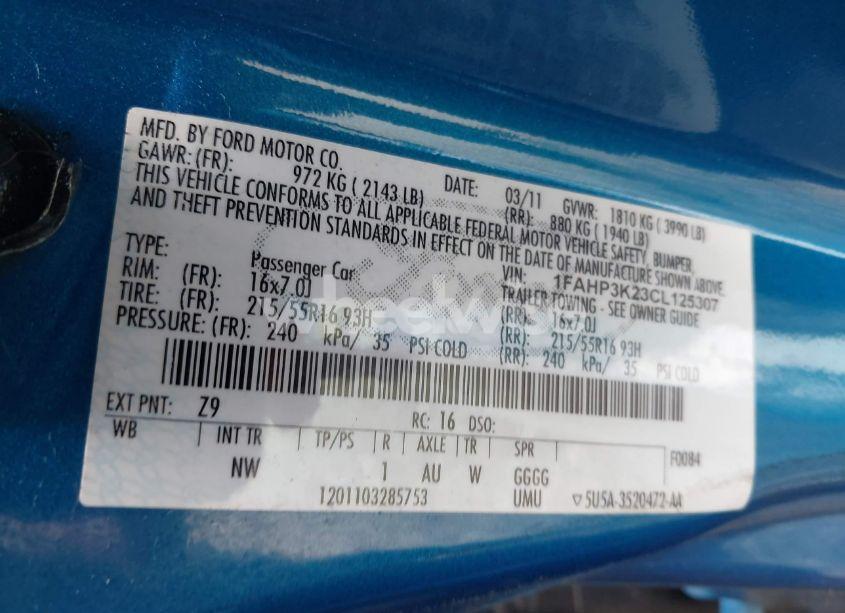 MFD. BY FORD MOTOR CO.
DATE: 03/11 GVWR: 1810 KG ( 3990 LB)
GAWR: (FR): 972 KG ( 2143 LB) (RR): 880 KG ( 1940 LB)
THIS VEHICLE CONFORMS TO ALL APPLICABLE FEDERAL MOTOR VEHICLE SAFETY, BUMPER,
AND THEFT PREVENTION STANDARDS IN EFFECT ON THE DATE OF MANUFACTURE SHOWN ABOVE.
VIN: 1FAHP3K23CL125307
TYPE: Passenger Car TRAILER TOWING - SEE OWNER GUIDE
RIM: (FR): 16x7.0J (RR): 16x7.0J
TIRE: (FR): 215/55R16 93H (RR): 215/55R16 93H
PRESSURE: (FR): 240 kPa/ 35 PSI COLD (RR): 240 kPa/ 35 PSI COLD
EXT PNT: Z9 RC: 16 DSO:
WB INT TR TP/PS R AXLE TR SPR F0084
NW 1 AU W GGGG
1201103285753 UMU ▽5U5A-3520472-AA